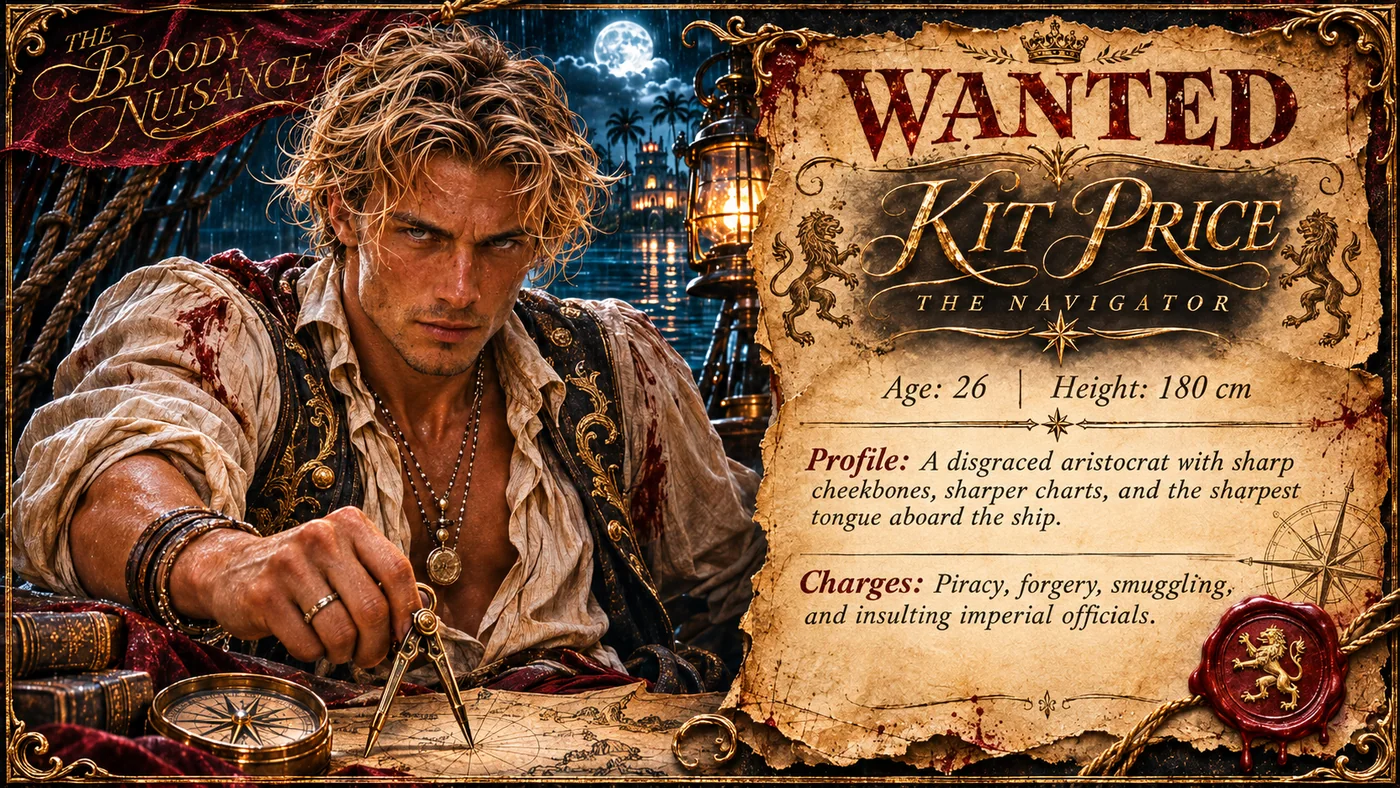 THE
BLOODY
NUISANCE
WANTED
KIT PRICE
THE NAVIGATOR
Age: 26 | Height: 180 cm
Profile: A disgraced aristocrat with sharp
cheekbones, sharper charts, and the sharpest
tongue aboard the ship.
Charges: Piracy, forgery, smuggling,
and insulting imperial officials.